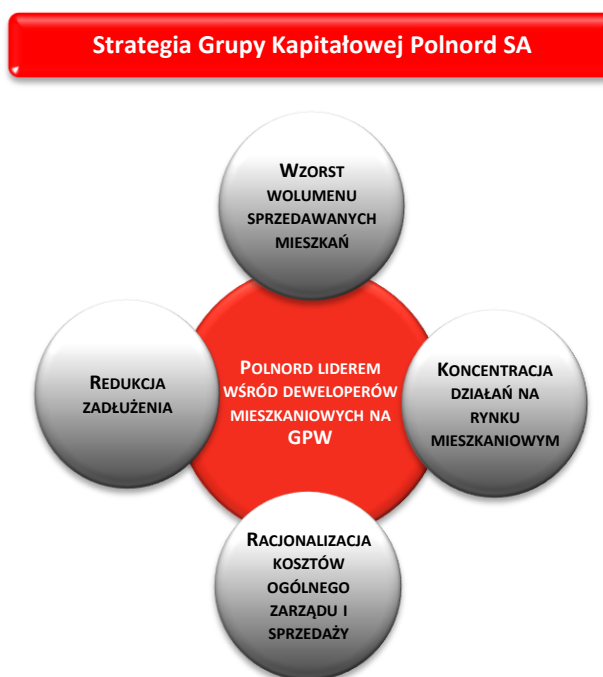 Strategia Grupy Kapitałowej Polnord SA
WZORST
WOLUMENU
SPRZEDAWANYCH
MIESZKAŃ
REDUKCJA
ZADŁUŻENIA
POLNORD LIDEREM
WŚRÓD DEWELOPERÓW
MIESZKANIOWYCH NA
GPW
KONCENTRACJA
DZIAŁAŃ NA
RYNKU
MIESZKANIOWYM
RACJONALIZACJA
KOSZTÓW
OGÓLNEGO
ZARZĄDU I
SPRZEDAŻY